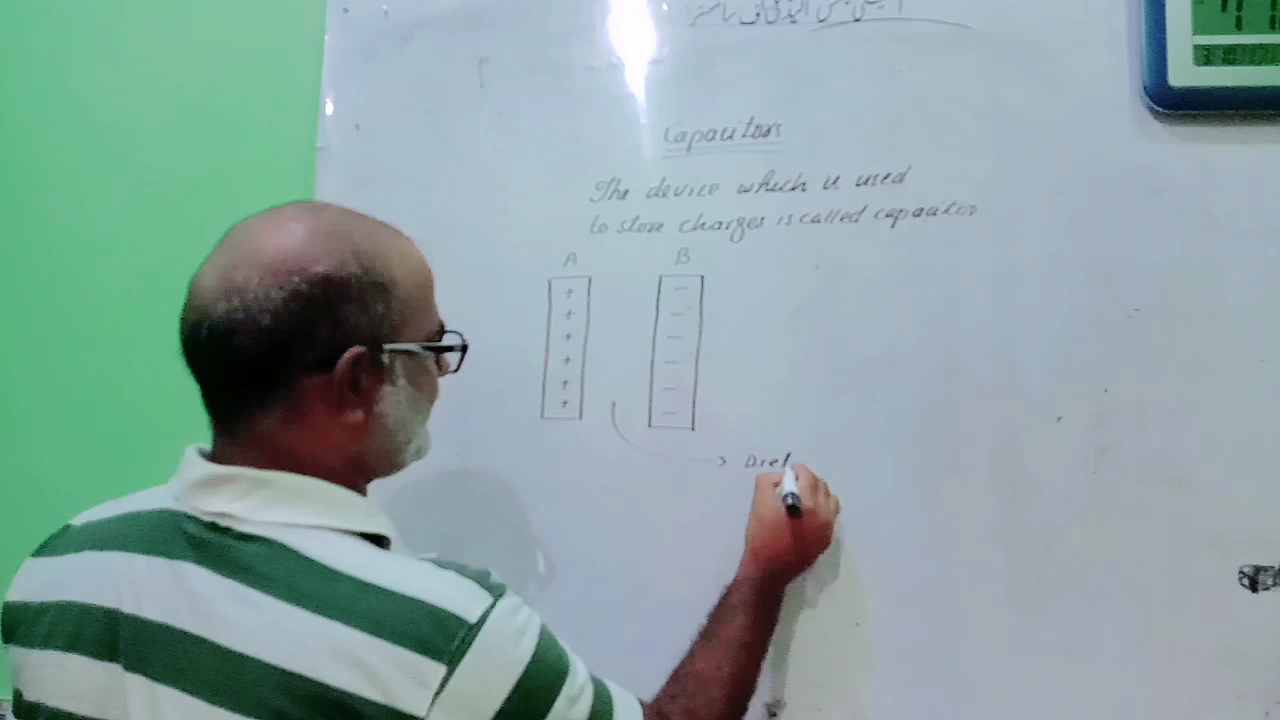 Capacitors
The device which is used
to store charges is called capacitor
A B
+ −
+ −
+ −
+ −
+ −
+ −
Diel